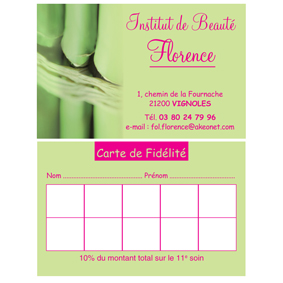 Institut de Beauté
Florence
1, chemin de la Fournache
21200 VIGNOLES
Tél. 03 80 24 79 96
e-mail : fol.florence@akeonet.com
Carte de Fidélité
Nom .......................... Prénom ..........................
10% du montant total sur le 11e soin